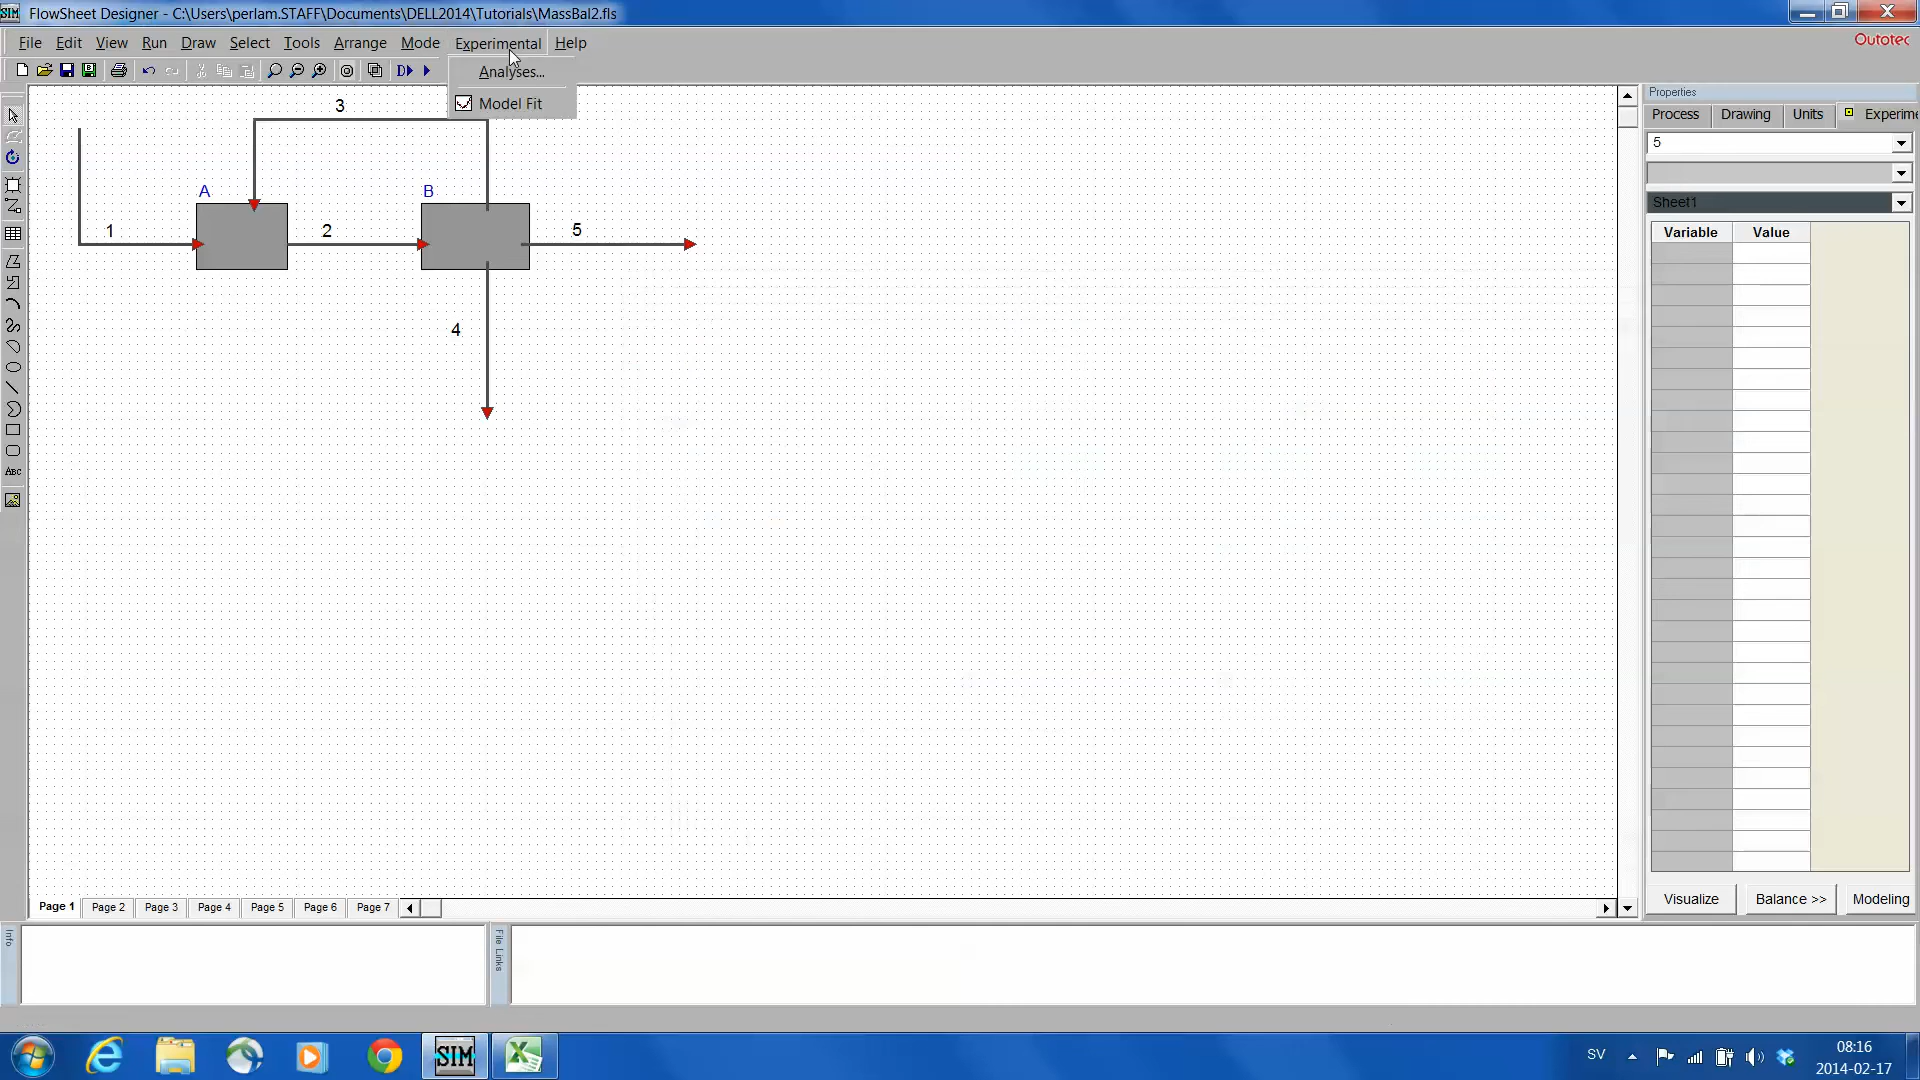 FlowSheet Designer - C:\Users\perlam.STAFF\Documents\DELL2014\Tutorials\MassBal2.fls
File Edit View Run Draw Select Tools Arrange Mode Experimental Help
Outotec
Analyses...
Model Fit
3
A
B
1
2
5
4
ABC
Properties
Process Drawing Units Experime
5
Sheet1
Variable Value
Visualize Balance >> Modeling
Page 1 Page 2 Page 3 Page 4 Page 5 Page 6 Page 7
Info
File Links
SIM
SV
08:16
2014-02-17